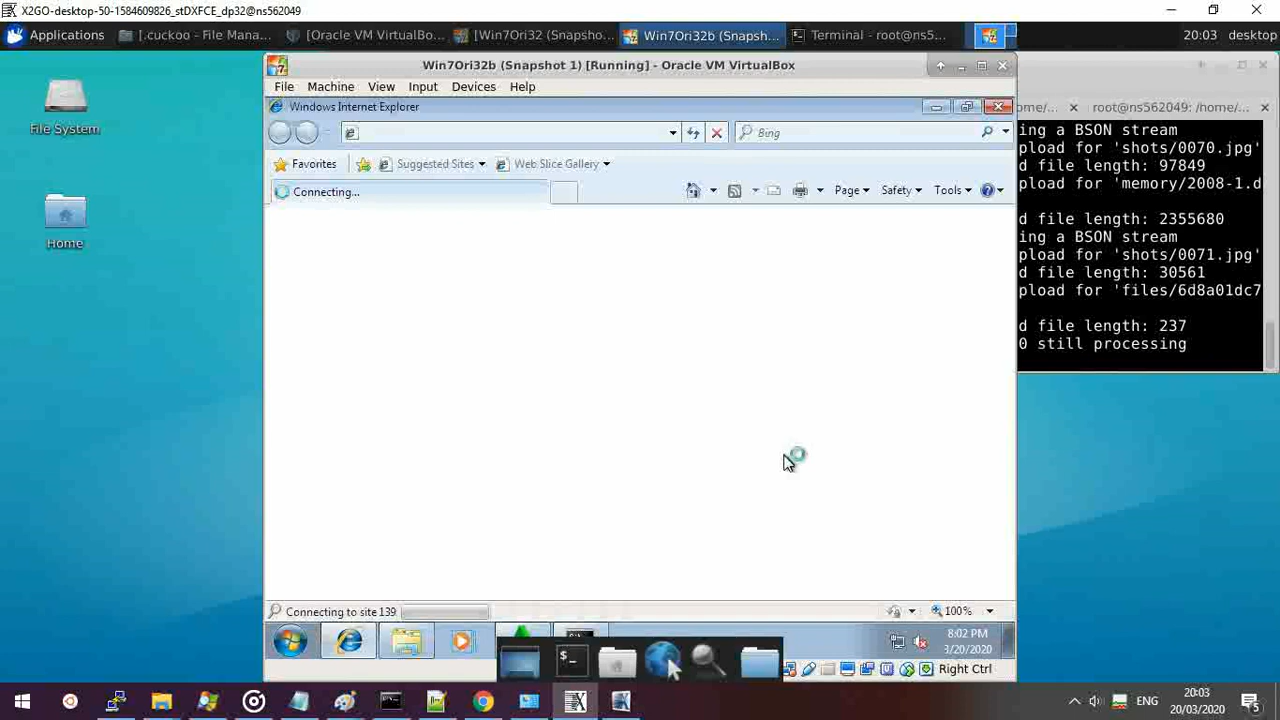 X2GO-desktop-50-1584609826_stDXFCE_dp32@ns562049
Applications
[.cuckoo - File Mana...
[Oracle VM VirtualBo...
[Win7Ori32 (Snapsho...
Win7Ori32b (Snapsh...
Terminal - root@ns5...
20:03 desktop
File System
Home
Win7Ori32b (Snapshot 1) [Running] - Oracle VM VirtualBox
File Machine View Input Devices Help
Windows Internet Explorer
Bing
Favorites Suggested Sites Web Slice Gallery
Connecting...
Page Safety Tools
Connecting to site 139
100%
8:02 PM
3/20/2020
Right Ctrl
ome/...
root@ns562049: /home/...
ing a BSON stream
pload for 'shots/0070.jpg'
d file length: 97849
pload for 'memory/2008-1.d
d file length: 2355680
ing a BSON stream
pload for 'shots/0071.jpg'
d file length: 30561
pload for 'files/6d8a01dc7
d file length: 237
0 still processing
ENG
20:03
20/03/2020
5